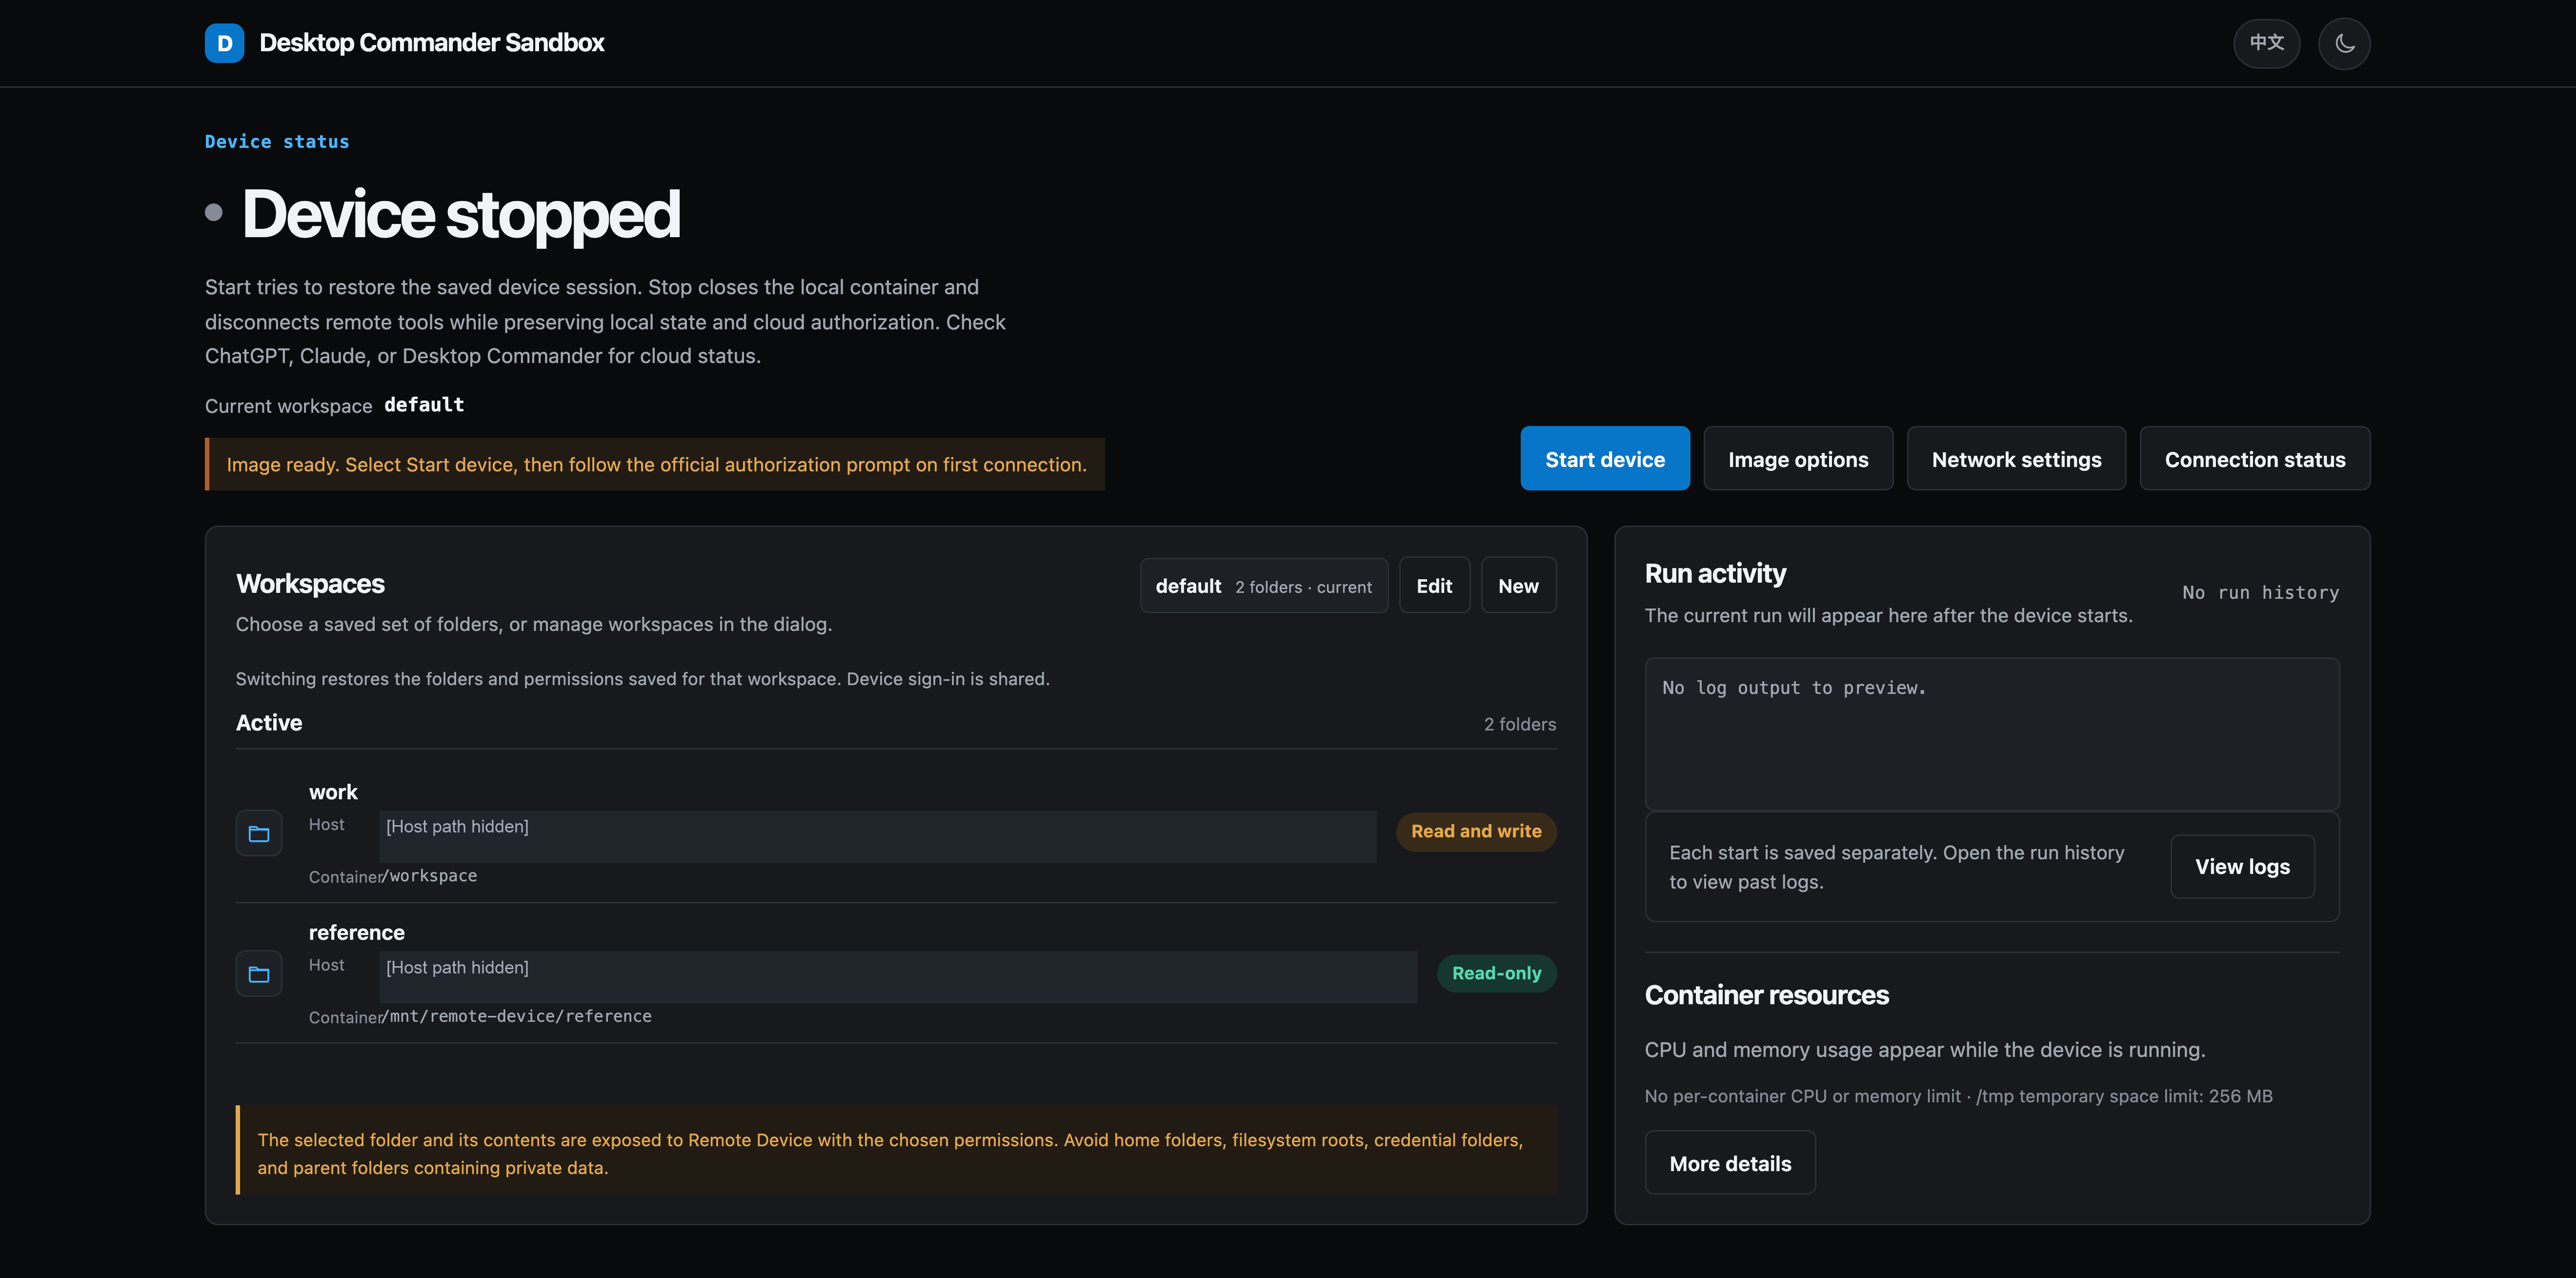 D Desktop Commander Sandbox
中文
Device status
Device stopped
Start tries to restore the saved device session. Stop closes the local container and
disconnects remote tools while preserving local state and cloud authorization. Check
ChatGPT, Claude, or Desktop Commander for cloud status.
Current workspace default
Image ready. Select Start device, then follow the official authorization prompt on first connection.
Start device
Image options
Network settings
Connection status
Workspaces
Choose a saved set of folders, or manage workspaces in the dialog.
default 2 folders · current
Edit
New
Switching restores the folders and permissions saved for that workspace. Device sign-in is shared.
Active
2 folders
work
Host [Host path hidden]
Container /workspace
Read and write
reference
Host [Host path hidden]
Container /mnt/remote-device/reference
Read-only
The selected folder and its contents are exposed to Remote Device with the chosen permissions. Avoid home folders, filesystem roots, credential folders,
and parent folders containing private data.
Run activity
The current run will appear here after the device starts.
No run history
No log output to preview.
Each start is saved separately. Open the run history
to view past logs.
View logs
Container resources
CPU and memory usage appear while the device is running.
No per-container CPU or memory limit · /tmp temporary space limit: 256 MB
More details